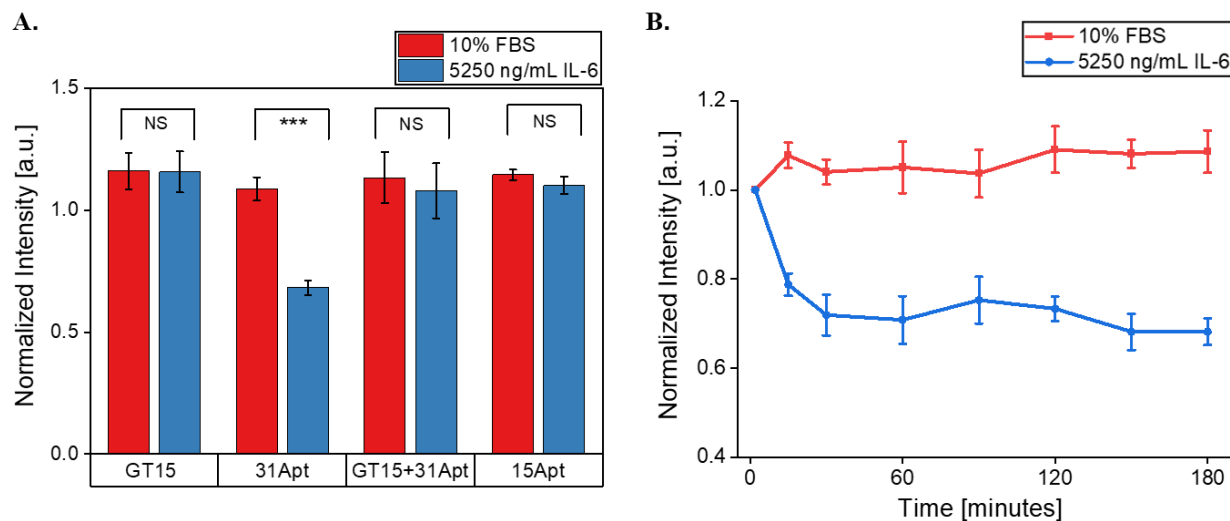 A.
10% FBS
5250 ng/mL IL-6
1.5
1.0
0.5
0.0
Normalized Intensity [a.u.]
NS
***
NS
NS
GT15
31Apt
GT15+31Apt
15Apt
B.
10% FBS
5250 ng/mL IL-6
1.2
1.0
0.8
0.6
0.4
Normalized Intensity [a.u.]
0
60
120
180
Time [minutes]